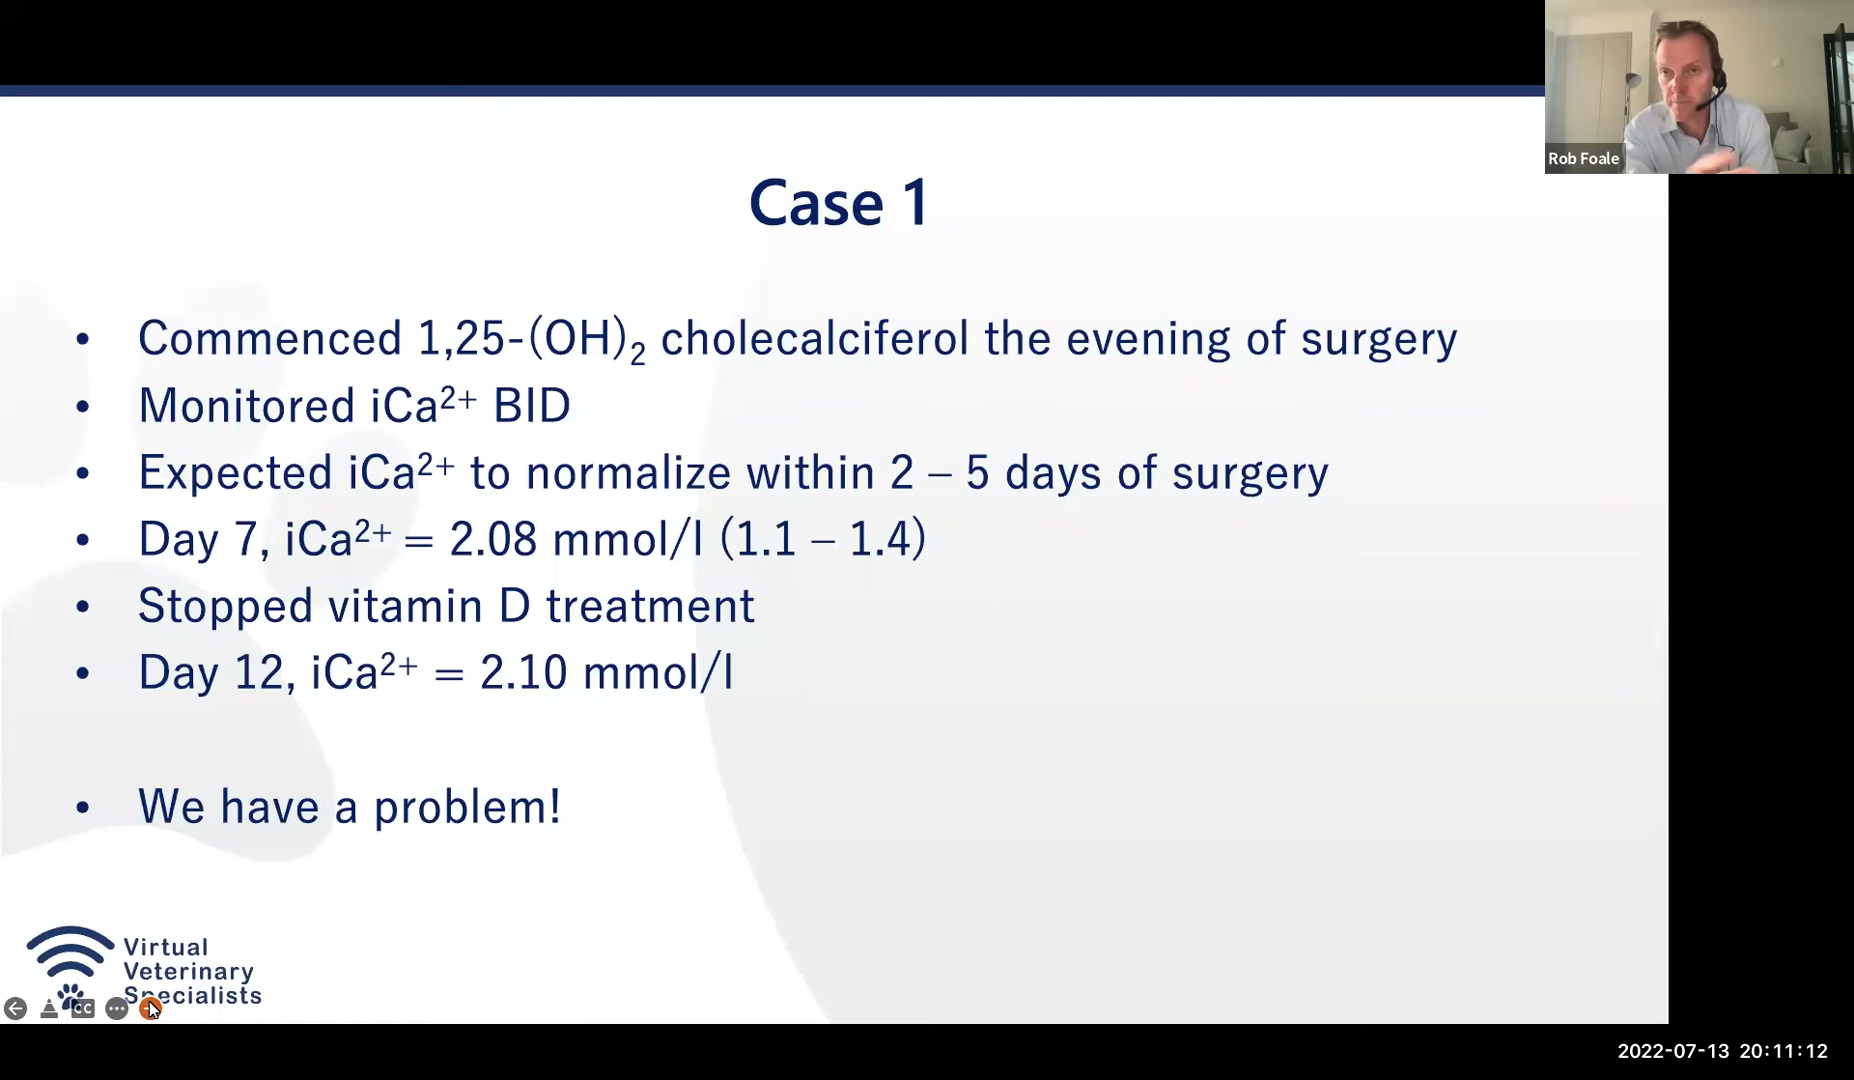 Rob Foale
Case 1
• Commenced 1,25-(OH)₂ cholecalciferol the evening of surgery
• Monitored iCa²⁺ BID
• Expected iCa²⁺ to normalize within 2 – 5 days of surgery
• Day 7, iCa²⁺ = 2.08 mmol/l (1.1 – 1.4)
• Stopped vitamin D treatment
• Day 12, iCa²⁺ = 2.10 mmol/l
• We have a problem!
Virtual
Veterinary
Specialists
CC
2022-07-13 20:11:12